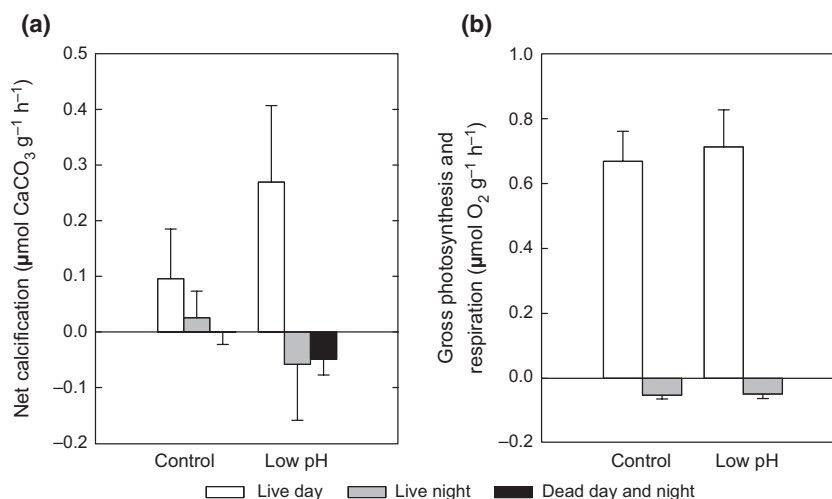 (a)
Net calcification (µmol CaCO₃ g⁻¹ h⁻¹)
0.5
0.4
0.3
0.2
0.1
0.0
–0.1
–0.2
Control
Low pH
(b)
Gross photosynthesis and
respiration (µmol O₂ g⁻¹ h⁻¹)
1.0
0.8
0.6
0.4
0.2
0.0
–0.2
Control
Low pH
Live day
Live night
Dead day and night